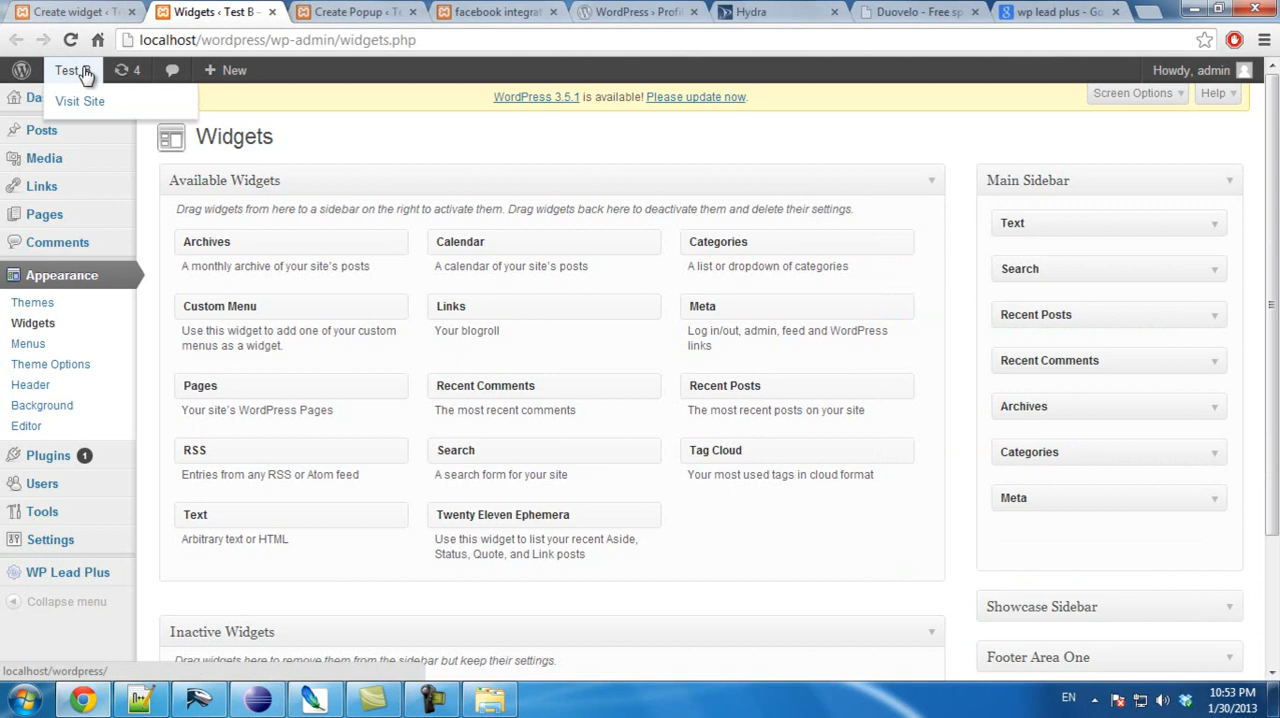 Create widget < Te
Widgets < Test B –
Create Popup < Tes
facebook integrat
WordPress › Profil
Hydra
Duovelo - Free sp
wp lead plus - Go
localhost/wordpress/wp-admin/widgets.php
Test
4
New
Howdy, admin
Visit Site
WordPress 3.5.1 is available! Please update now.
Screen Options
Help
Da
Posts
Media
Links
Pages
Comments
Appearance
Themes
Widgets
Menus
Theme Options
Header
Background
Editor
Plugins 1
Users
Tools
Settings
WP Lead Plus
Collapse menu
Widgets
Available Widgets
Drag widgets from here to a sidebar on the right to activate them. Drag widgets back here to deactivate them and delete their settings.
Archives
A monthly archive of your site's posts
Calendar
A calendar of your site's posts
Categories
A list or dropdown of categories
Custom Menu
Use this widget to add one of your custom
menus as a widget.
Links
Your blogroll
Meta
Log in/out, admin, feed and WordPress
links
Pages
Your site's WordPress Pages
Recent Comments
The most recent comments
Recent Posts
The most recent posts on your site
RSS
Entries from any RSS or Atom feed
Search
A search form for your site
Tag Cloud
Your most used tags in cloud format
Text
Arbitrary text or HTML
Twenty Eleven Ephemera
Use this widget to list your recent Aside,
Status, Quote, and Link posts
Inactive Widgets
Drag widgets here to remove them from the sidebar but keep their settings.
Main Sidebar
Text
Search
Recent Posts
Recent Comments
Archives
Categories
Meta
Showcase Sidebar
Footer Area One
localhost/wordpress/
EN
10:53 PM
1/30/2013